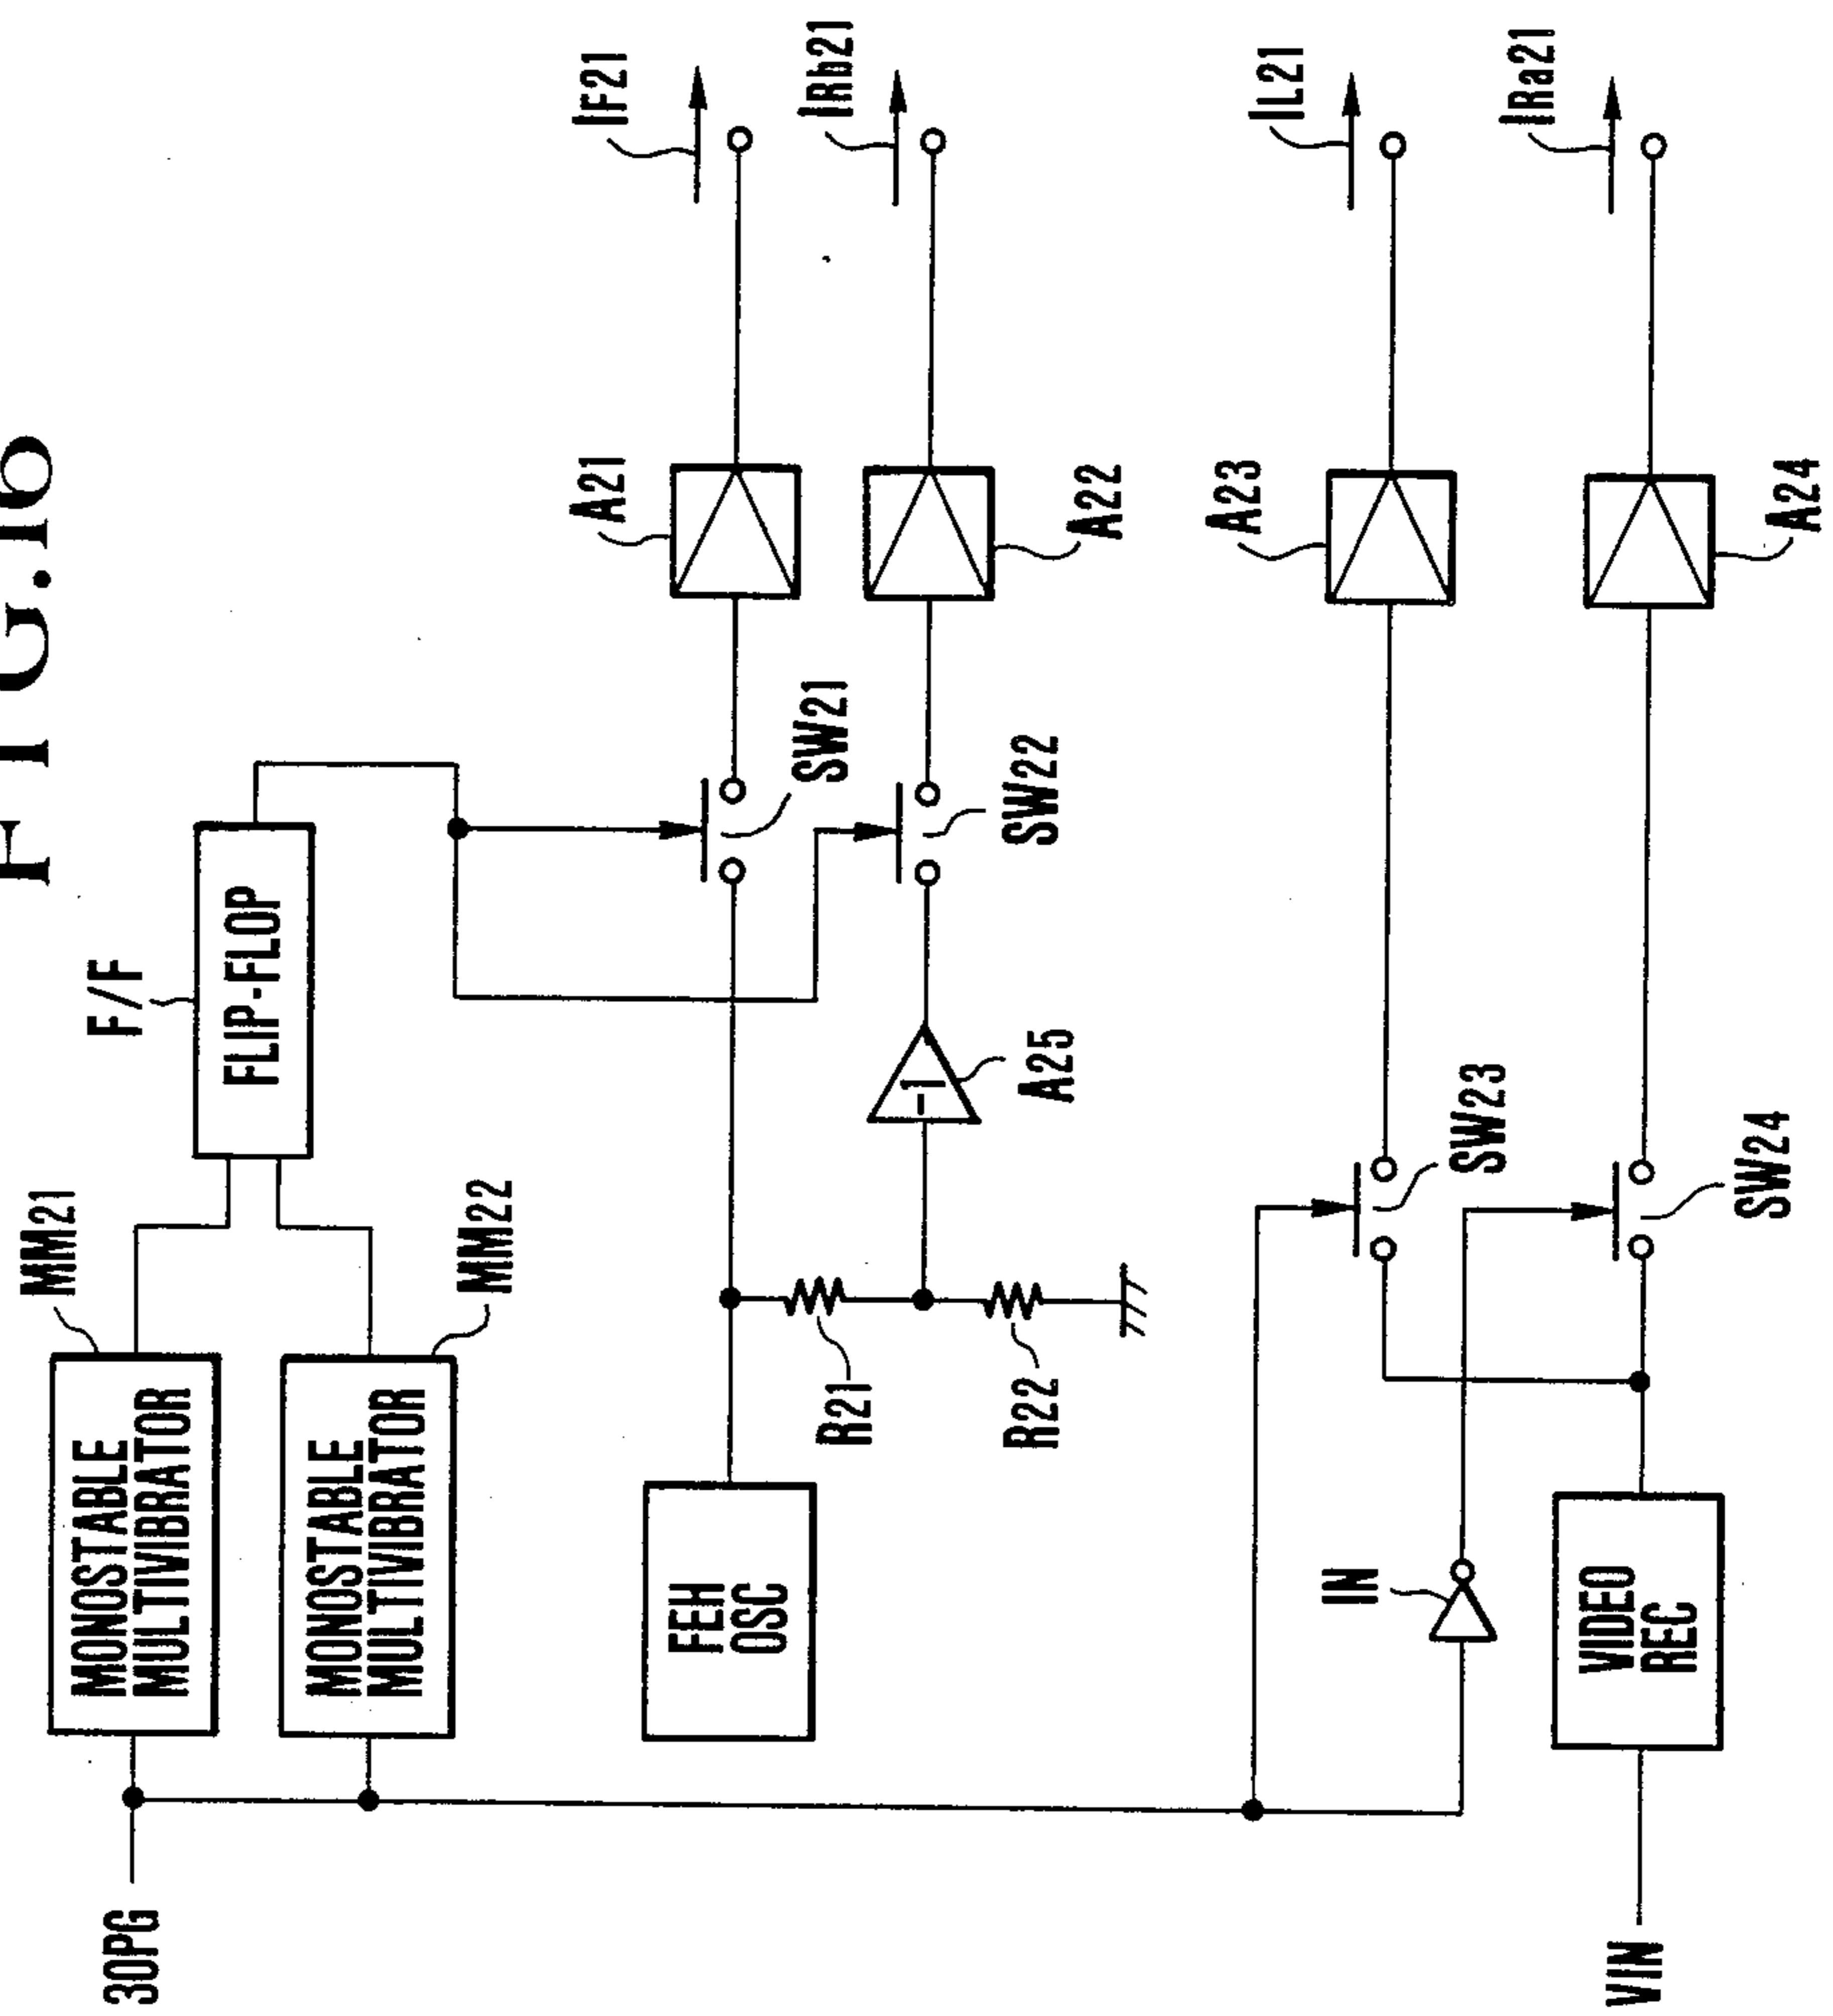 FIG.16
30PG
MONOSTABLE
MULTIVIBRATOR
MM21
MONOSTABLE
MULTIVIBRATOR
MM22
F/F
FLIP-FLOP
FEH
OSC
R21
R22
A25
SW21
SW22
A21
A22
IF21
IRb21
IN
VIN
VIDEO
REC
SW23
SW24
A23
A24
IL21
IRa21
-1